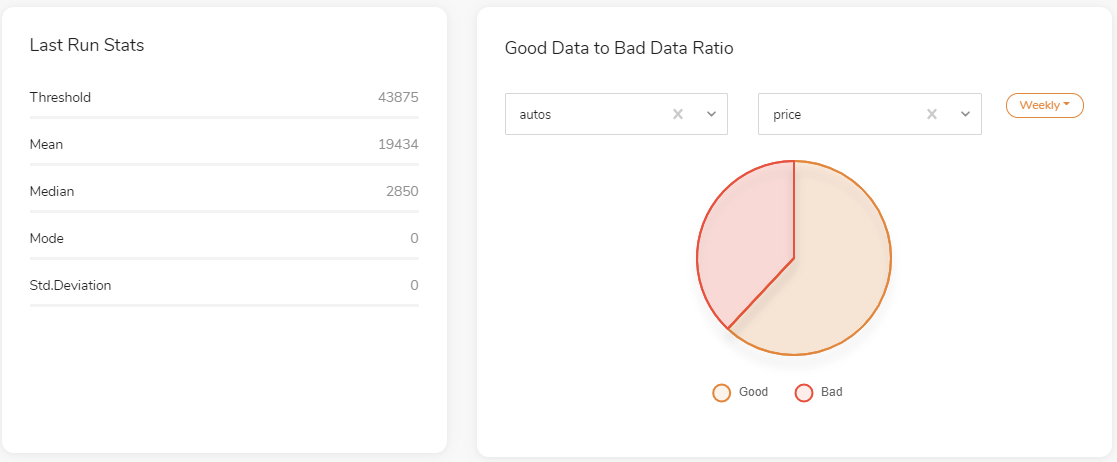 Last Run Stats
Threshold 43875
Mean 19434
Median 2850
Mode 0
Std.Deviation 0
Good Data to Bad Data Ratio
autos price Weekly
Good Bad